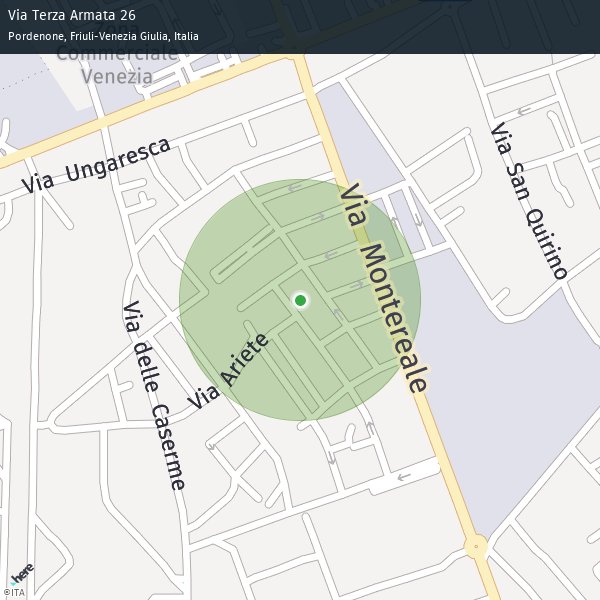 Via Terza Armata 26
Pordenone, Friuli-Venezia Giulia, Italia
Zona
Commerciale
Venezia
Via Ungaresca
Via San Quirino
Via Montereale
Via delle Caserme
Via Ariete
here
©ITA